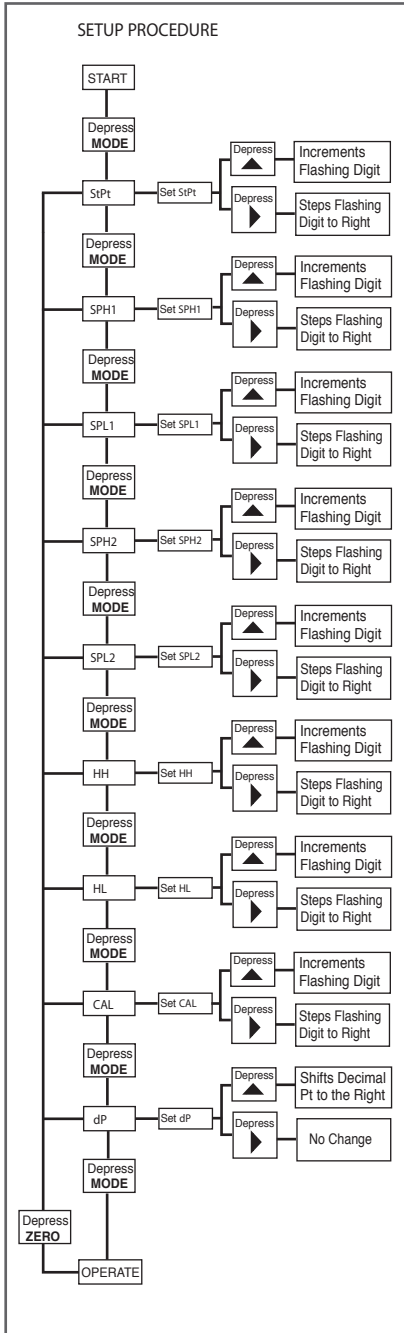 SETUP PROCEDURE
START
Depress
MODE
StPt
Set StPt
Depress
Increments
Flashing Digit
Depress
Steps Flashing
Digit to Right
Depress
MODE
SPH1
Set SPH1
Depress
Increments
Flashing Digit
Depress
Steps Flashing
Digit to Right
Depress
MODE
SPL1
Set SPL1
Depress
Increments
Flashing Digit
Depress
Steps Flashing
Digit to Right
Depress
MODE
SPH2
Set SPH2
Depress
Increments
Flashing Digit
Depress
Steps Flashing
Digit to Right
Depress
MODE
SPL2
Set SPL2
Depress
Increments
Flashing Digit
Depress
Steps Flashing
Digit to Right
Depress
MODE
HH
Set HH
Depress
Increments
Flashing Digit
Depress
Steps Flashing
Digit to Right
Depress
MODE
HL
Set HL
Depress
Increments
Flashing Digit
Depress
Steps Flashing
Digit to Right
Depress
MODE
CAL
Set CAL
Depress
Increments
Flashing Digit
Depress
Steps Flashing
Digit to Right
Depress
MODE
dP
Set dP
Depress
Shifts Decimal
Pt to the Right
Depress
No Change
Depress
MODE
Depress
ZERO
OPERATE